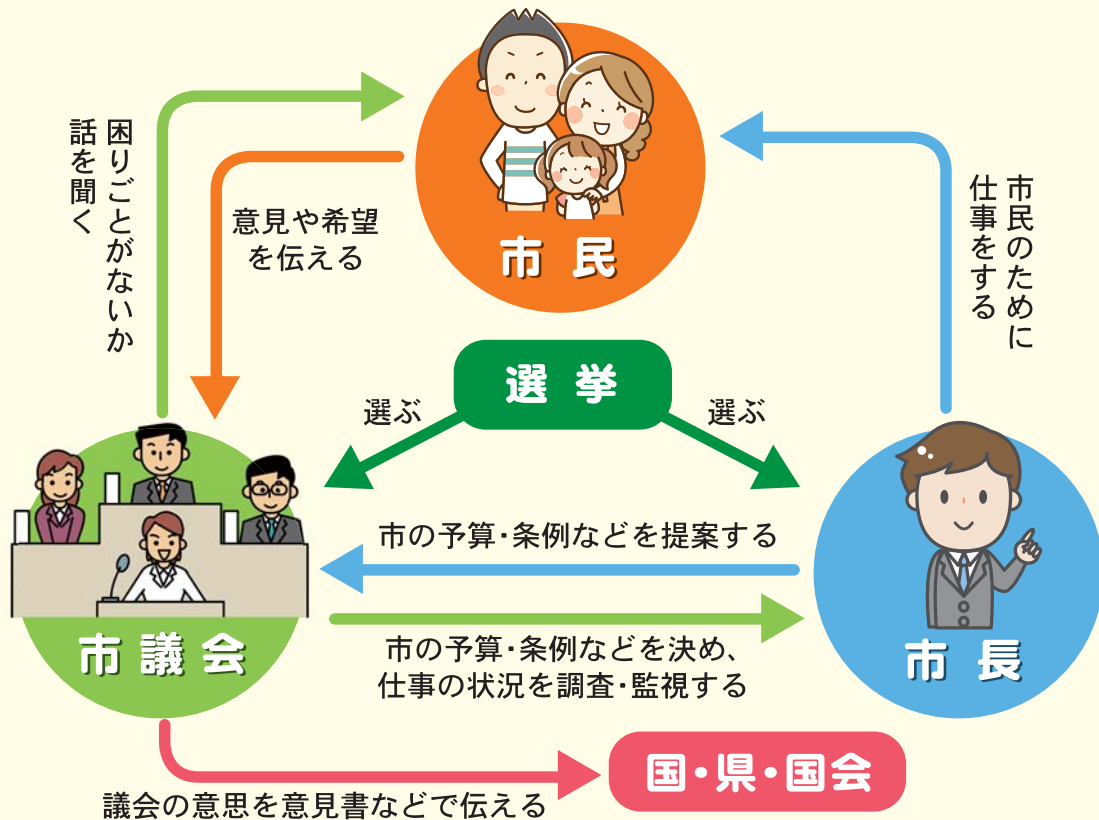 困りごとがないか
話を聞く
意見や希望
を伝える
市民
市民のために
仕事をする
選挙
選ぶ
選ぶ
市の予算・条例などを提案する
市議会
市の予算・条例などを決め、
仕事の状況を調査・監視する
市長
国・県・国会
議会の意思を意見書などで伝える